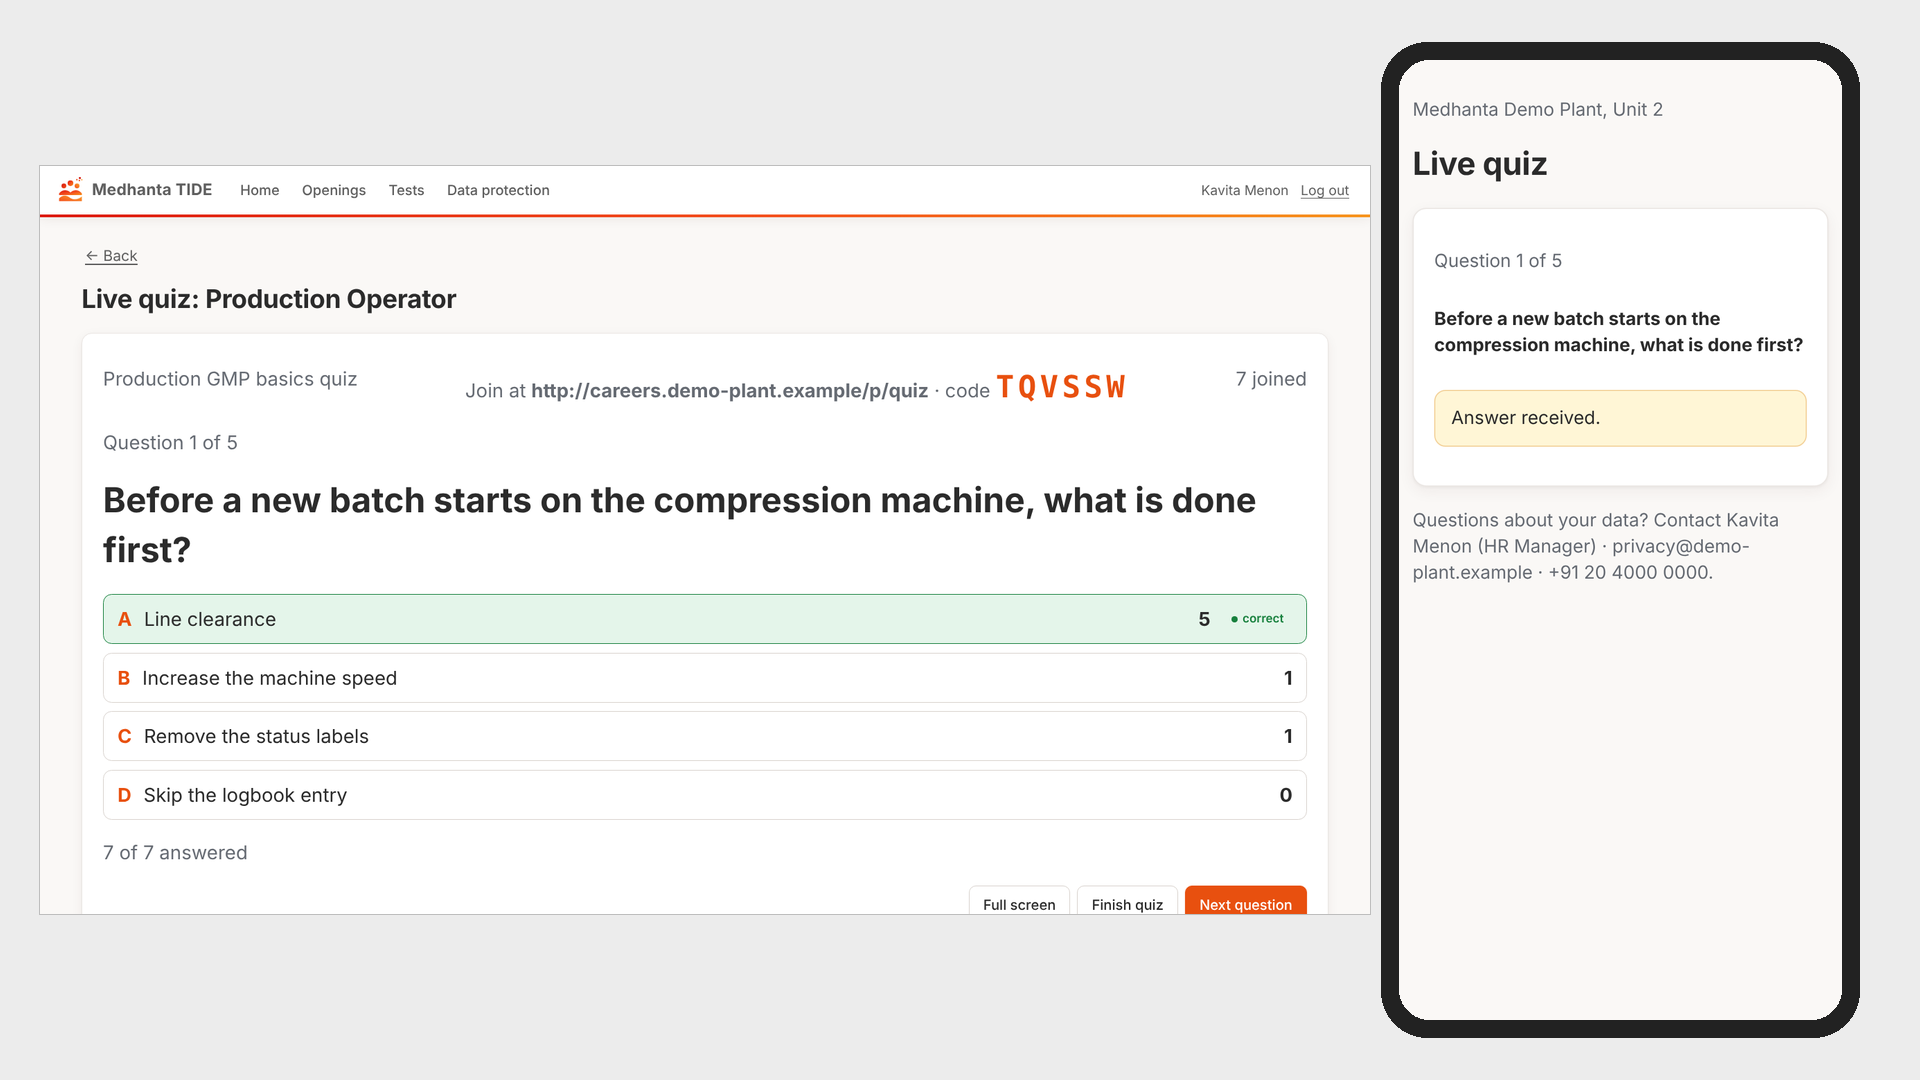 Medhanta TIDE Home Openings Tests Data protection Kavita Menon Log out
← Back
Live quiz: Production Operator
Production GMP basics quiz
Join at http://careers.demo-plant.example/p/quiz · code TQVSSW
7 joined
Question 1 of 5
Before a new batch starts on the compression machine, what is done
first?
A Line clearance 5 • correct
B Increase the machine speed 1
C Remove the status labels 1
D Skip the logbook entry 0
7 of 7 answered
Full screen Finish quiz Next question
Medhanta Demo Plant, Unit 2
Live quiz
Question 1 of 5
Before a new batch starts on the
compression machine, what is done first?
Answer received.
Questions about your data? Contact Kavita
Menon (HR Manager) · privacy@demo-
plant.example · +91 20 4000 0000.